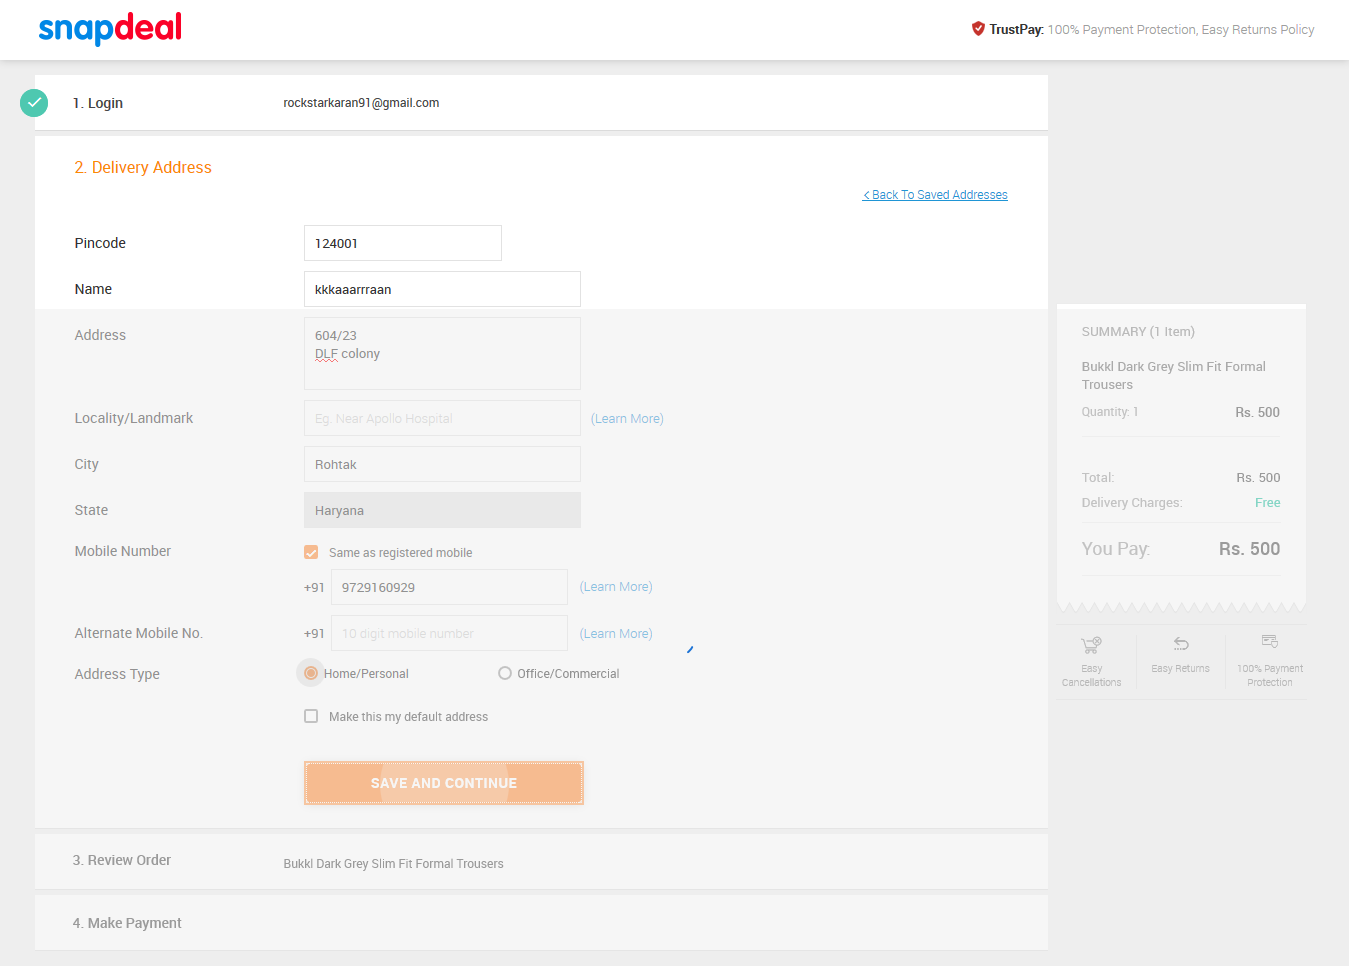 snapdeal
TrustPay: 100% Payment Protection, Easy Returns Policy
1. Login
rockstarkaran91@gmail.com
2. Delivery Address
< Back To Saved Addresses
Pincode
124001
Name
kkkaaarrraan
Address
604/23
DLF colony
Locality/Landmark
Eg. Near Apollo Hospital
(Learn More)
City
Rohtak
State
Haryana
Mobile Number
Same as registered mobile
+91
9729160929
(Learn More)
Alternate Mobile No.
+91
10 digit mobile number
(Learn More)
Address Type
Home/Personal
Office/Commercial
Make this my default address
SAVE AND CONTINUE
3. Review Order
Bukkl Dark Grey Slim Fit Formal Trousers
4. Make Payment
SUMMARY (1 Item)
Bukkl Dark Grey Slim Fit Formal
Trousers
Quantity: 1
Rs. 500
Total:
Rs. 500
Delivery Charges:
Free
You Pay:
Rs. 500
Easy
Cancellations
Easy Returns
100% Payment
Protection